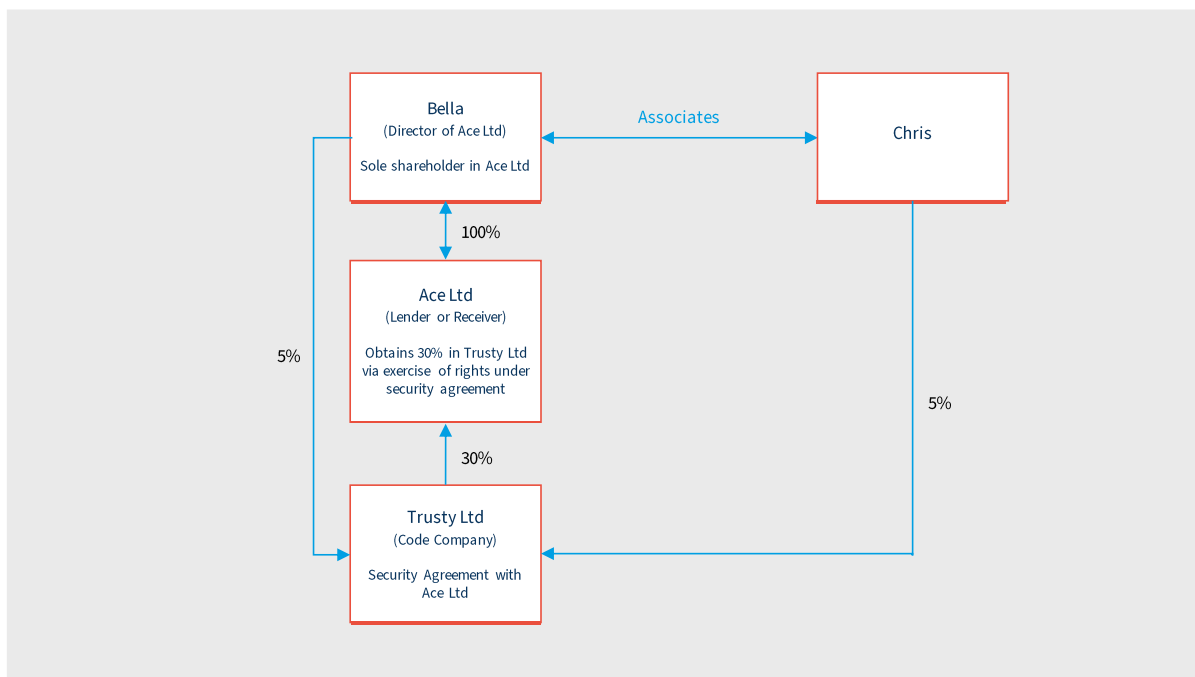 Bella
(Director of Ace Ltd)
Sole shareholder in Ace Ltd
Associates
Chris
100%
Ace Ltd
(Lender or Receiver)
Obtains 30% in Trusty Ltd
via exercise of rights under
security agreement
5%
5%
30%
Trusty Ltd
(Code Company)
Security Agreement with
Ace Ltd